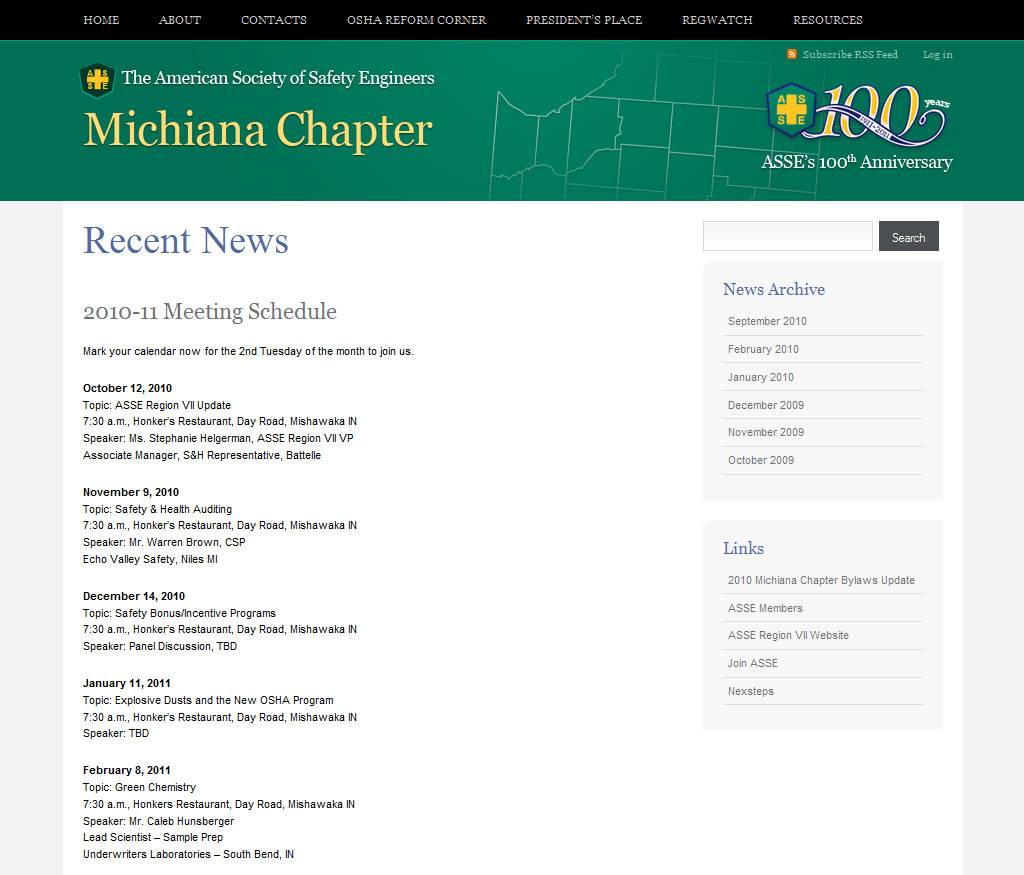 HOME ABOUT CONTACTS OSHA REFORM CORNER PRESIDENT'S PLACE REGWATCH RESOURCES
Subscribe RSS Feed Log in
A S
S E
The American Society of Safety Engineers
Michiana Chapter
A S
S E
100 years
1911-2011
ASSE's 100th Anniversary
Recent News
2010-11 Meeting Schedule
Mark your calendar now for the 2nd Tuesday of the month to join us.
October 12, 2010
Topic: ASSE Region VII Update
7:30 a.m., Honker's Restaurant, Day Road, Mishawaka IN
Speaker: Ms. Stephanie Helgerman, ASSE Region VII VP
Associate Manager, S&H Representative, Battelle
November 9, 2010
Topic: Safety & Health Auditing
7:30 a.m., Honker's Restaurant, Day Road, Mishawaka IN
Speaker: Mr. Warren Brown, CSP
Echo Valley Safety, Niles MI
December 14, 2010
Topic: Safety Bonus/Incentive Programs
7:30 a.m., Honker's Restaurant, Day Road, Mishawaka IN
Speaker: Panel Discussion, TBD
January 11, 2011
Topic: Explosive Dusts and the New OSHA Program
7:30 a.m., Honker's Restaurant, Day Road, Mishawaka IN
Speaker: TBD
February 8, 2011
Topic: Green Chemistry
7:30 a.m., Honkers Restaurant, Day Road, Mishawaka IN
Speaker: Mr. Caleb Hunsberger
Lead Scientist – Sample Prep
Underwriters Laboratories – South Bend, IN
Search
News Archive
September 2010
February 2010
January 2010
December 2009
November 2009
October 2009
Links
2010 Michiana Chapter Bylaws Update
ASSE Members
ASSE Region VII Website
Join ASSE
Nexsteps